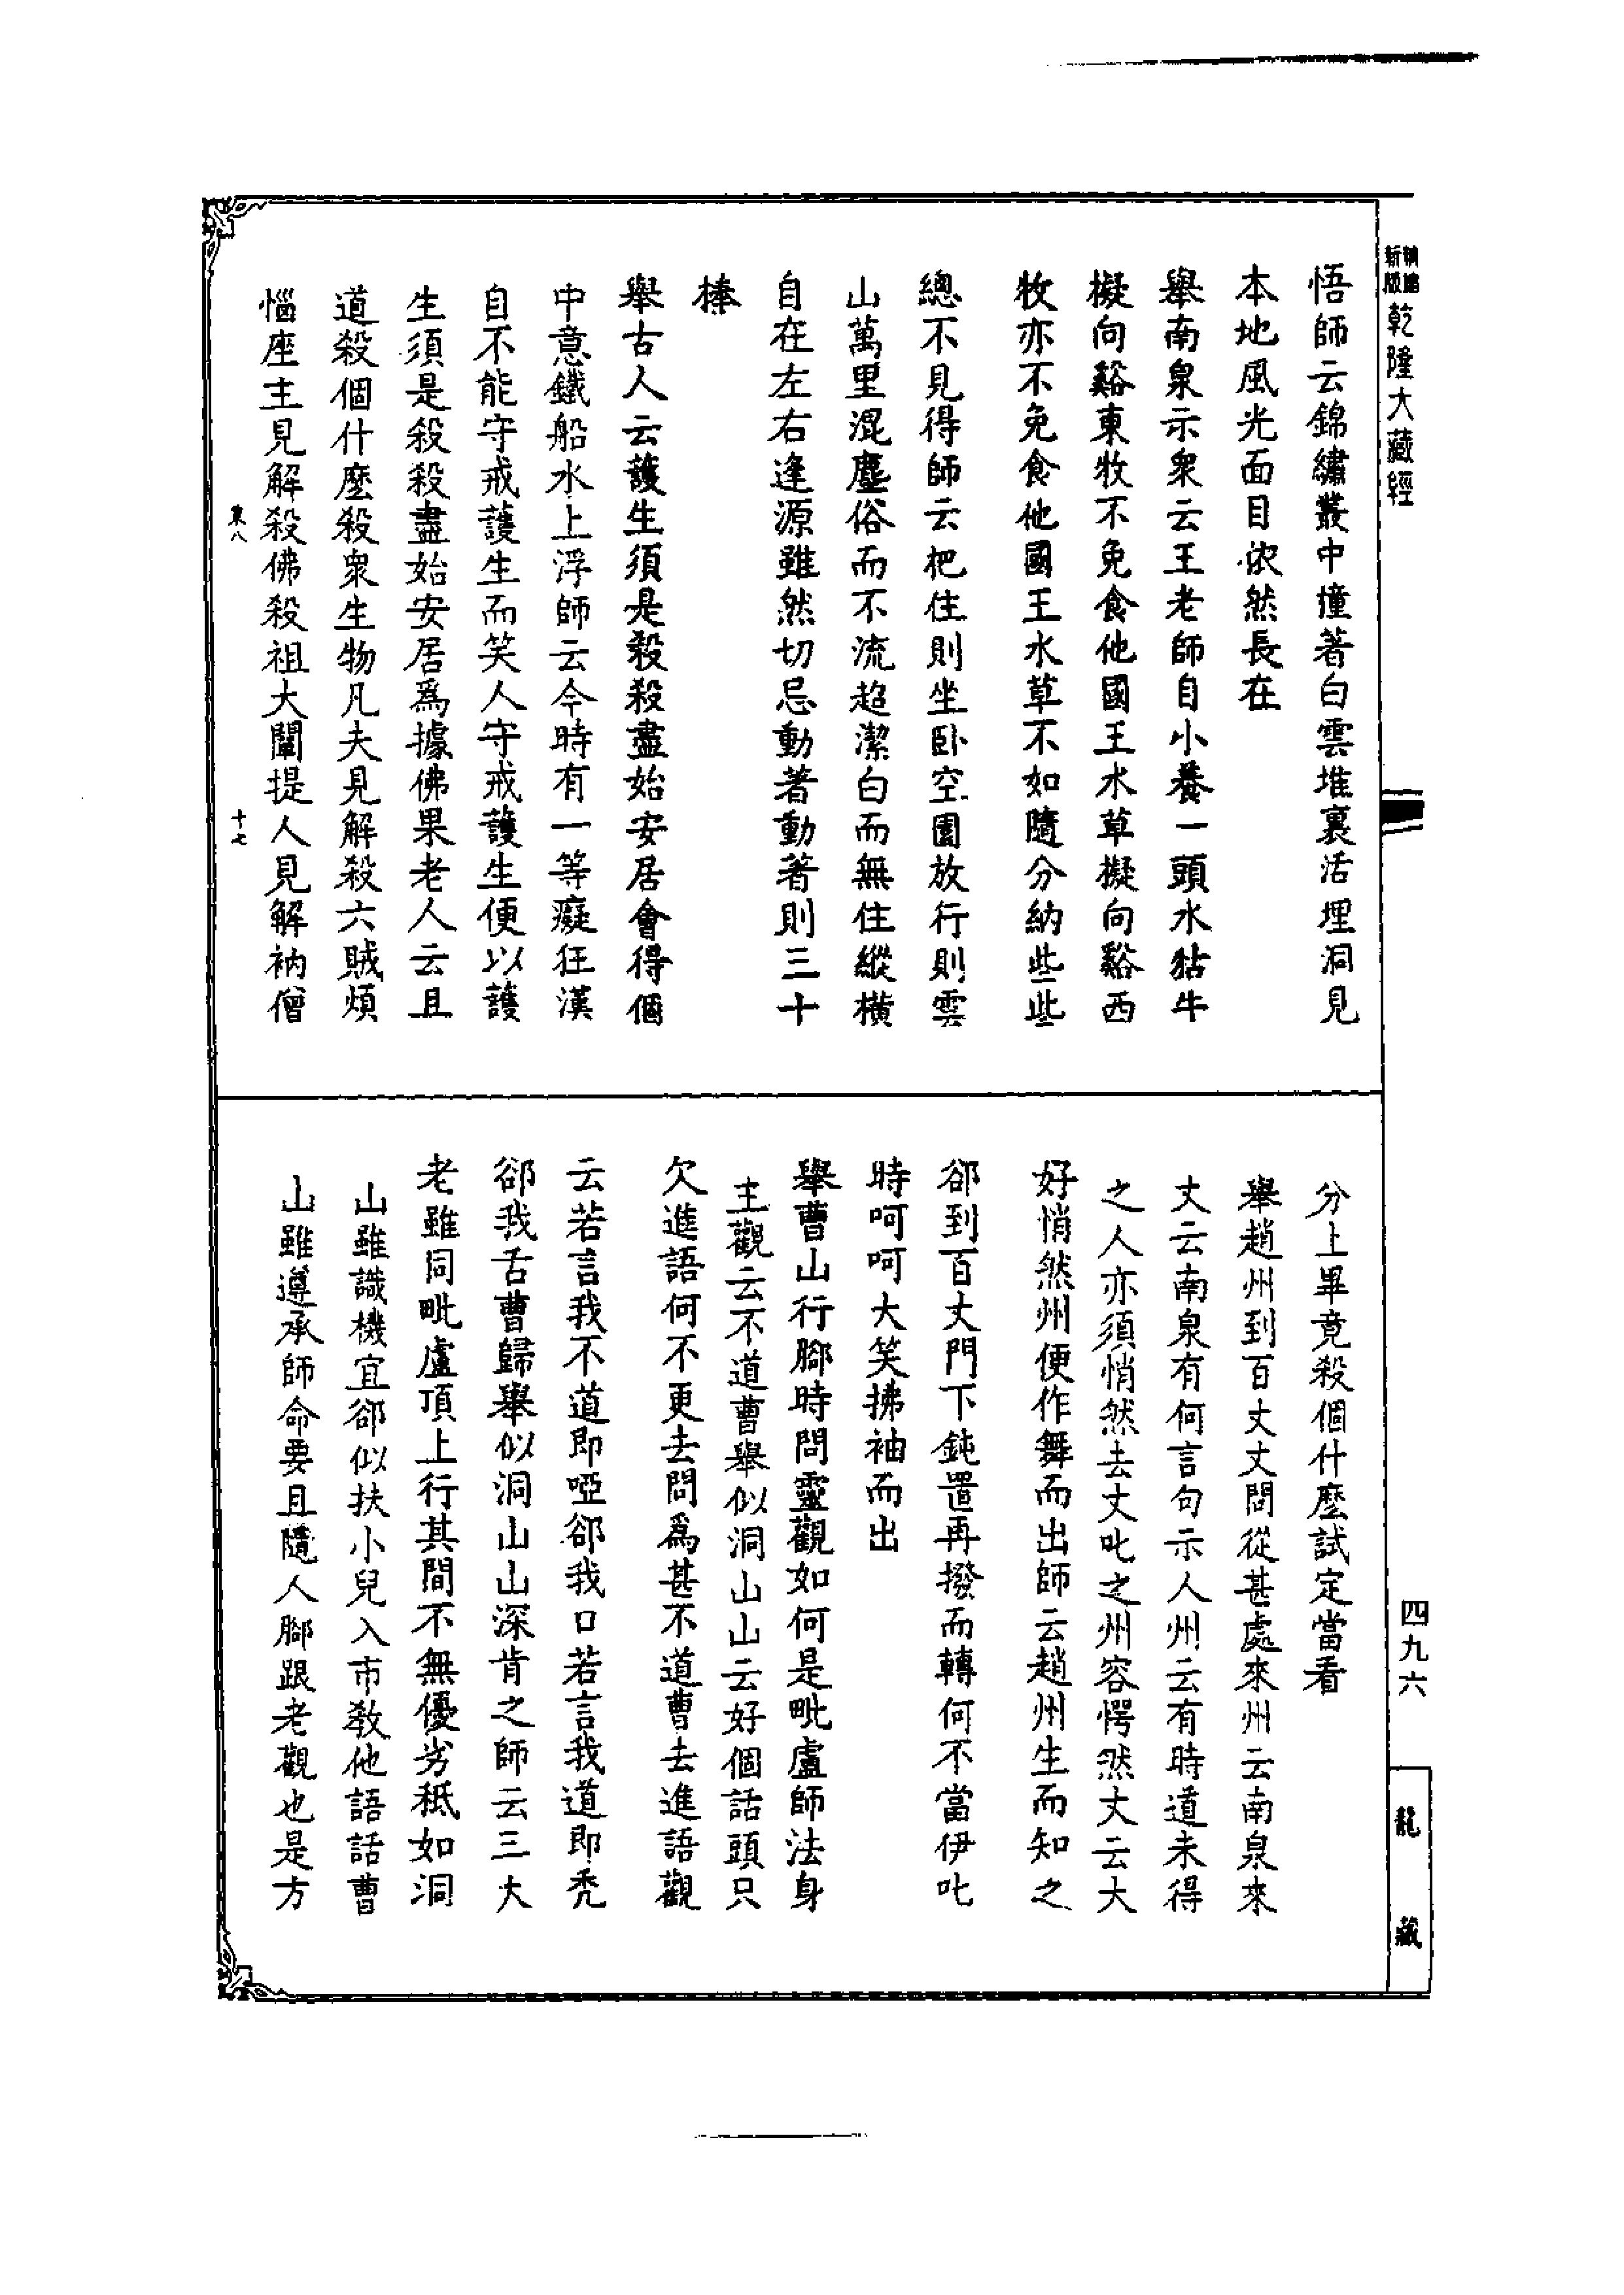 新版精縮乾隆大藏經
悟師云錦繡叢中撞著白雲堆裏活埋洞見
本地風光面目依然長在
舉南泉示衆云王老師自小養一頭水牯牛
擬向谿東牧不免食他國王水草擬向谿西
牧亦不免食他國王水草不如隨分納些些
總不見得師云把住則坐卧空園放行則雲
山萬里混塵俗而不流超潔白而無住縱橫
自在左右逢源雖然切忌動著動著則三十
棒
舉古人云護生須是殺殺盡始安居會得個
中意鐵船水上浮師云今時有一等癡狂漢
自不能守戒護生而笑人守戒護生便以護
生須是殺殺盡始安居爲據佛果老人云且
道殺個什麼殺衆生物凡夫見解殺六賊煩
惱座主見解殺佛殺祖大闡提人見解衲僧
十七
分上畢竟殺個什麼試定當看
舉趙州到百丈丈問從甚處來州云南泉來
丈云南泉有何言句示人州云有時道未得
之人亦須悄然去丈叱之州容愕然丈云大
好悄然州便作舞而出師云趙州生而知之
郤到百丈門下鈍置再撥而轉何不當伊叱
時呵呵大笑拂袖而出
舉曹山行腳時問靈觀如何是毗盧師法身
主觀云不道曹舉似洞山山云好個話頭只
欠進語何不更去問爲甚不道曹去進語觀
云若言我不道即啞郤我口若言我道即秃
郤我舌曹歸舉似洞山山深肯之師云三大
老雖同毗盧頂上行其間不無優劣秪如洞
山雖識機宜郤似扶小兒入市教他語話曹
山雖遵承師命要且隨人腳跟老觀也是方
四九六
龍藏